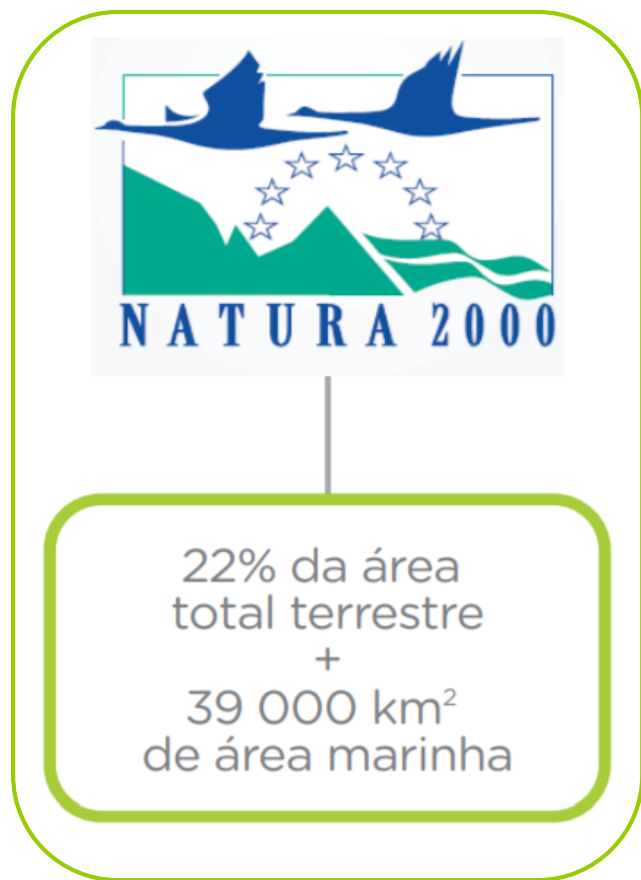 NATURA 2000
22% da área
total terrestre
+
39 000 km²
de área marinha